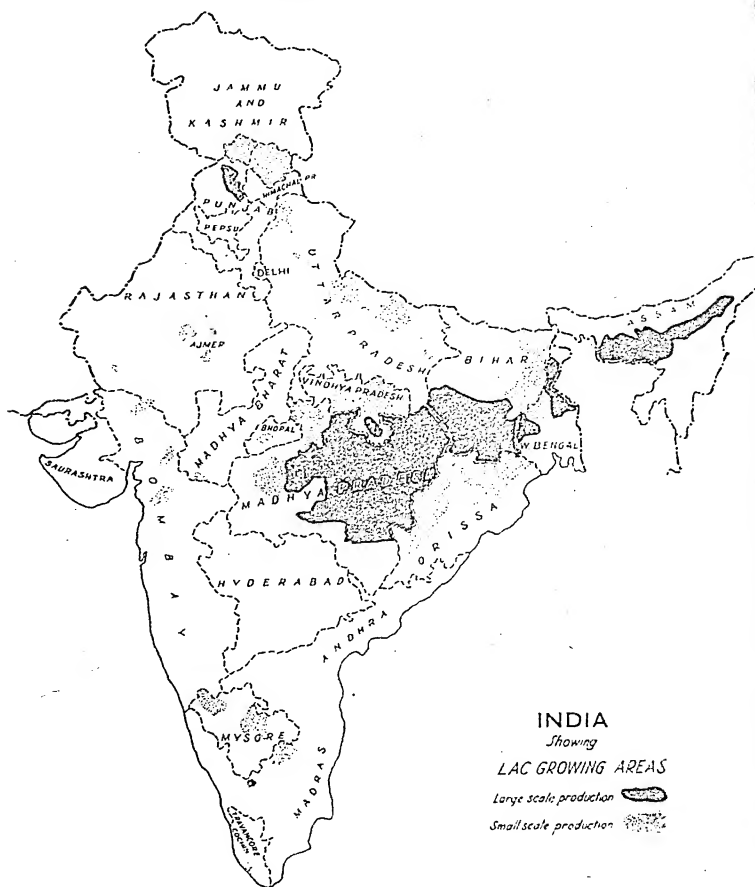 JAMMU
AND
KASHMIR
HIMACHAL PR
PUNJAB
PEPSU
DELHI
UTTAR PRADESH
RAJASTHAN
AJMER
ASSAM
BIHAR
VINDHYA PRADESH
MADHYA BHARAT
BHOPAL
W BENGAL
SAURASHTRA
BOMBAY
MADHYA PRADESH
ORISSA
HYDERABAD
ANDHRA
MYSORE
MADRAS
TRAVANCORE
COCHIN
INDIA
Showing
LAC GROWING AREAS
Large scale production
Small scale production